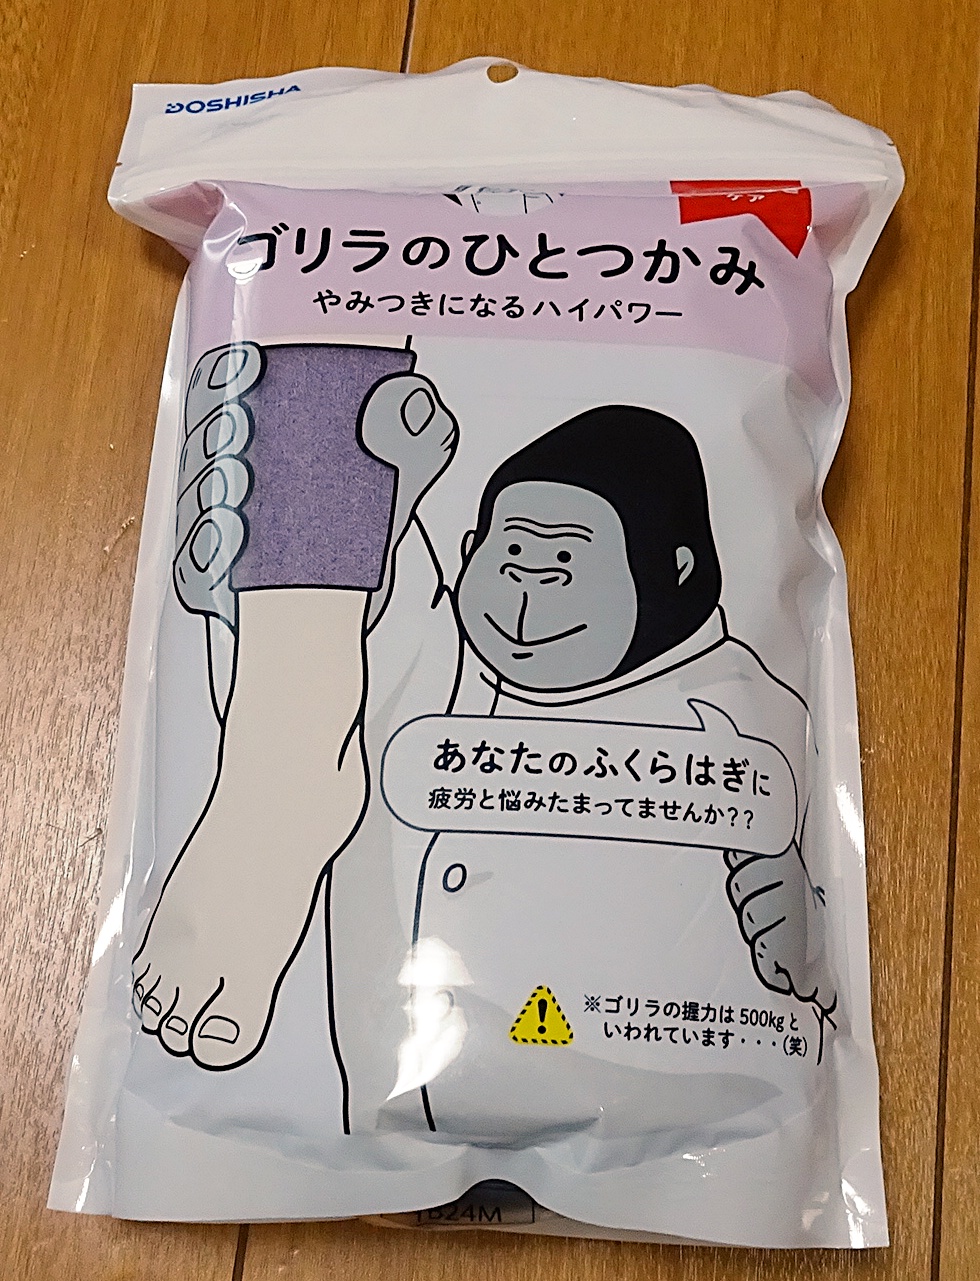 DOSHISHA
ケア
ゴリラのひとつかみ
やみつきになるハイパワー
あなたのふくらはぎに
疲労と悩みたまってませんか??
※ゴリラの握力は500kgと
いわれています・・・(笑)